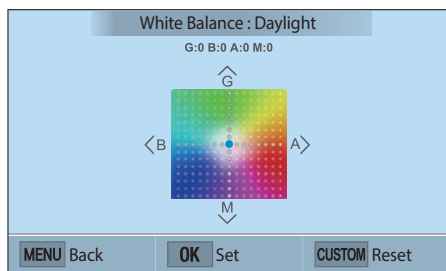 White Balance : Daylight
G:0 B:0 A:0 M:0
G
B
A
M
MENU Back
OK Set
CUSTOM Reset